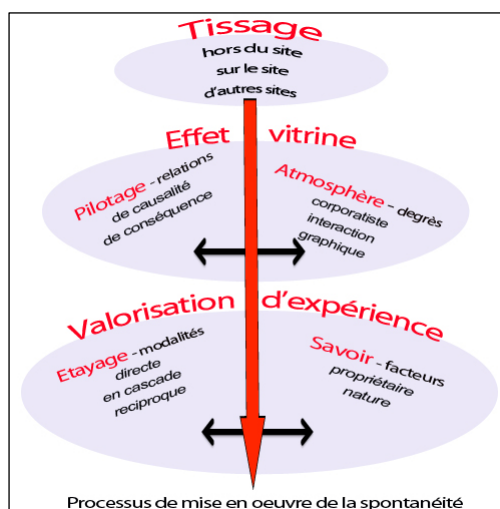 Tissage
hors du site
sur le site
d'autres sites
Effet vitrine
Pilotage - relations
de causalité
de conséquence
Atmosphère - degrès
corporatiste
interaction
graphique
Valorisation d'expérience
Etayage - modalités
directe
en cascade
reciproque
Savoir - facteurs
propriétaire
nature
Processus de mise en oeuvre de la spontanéité